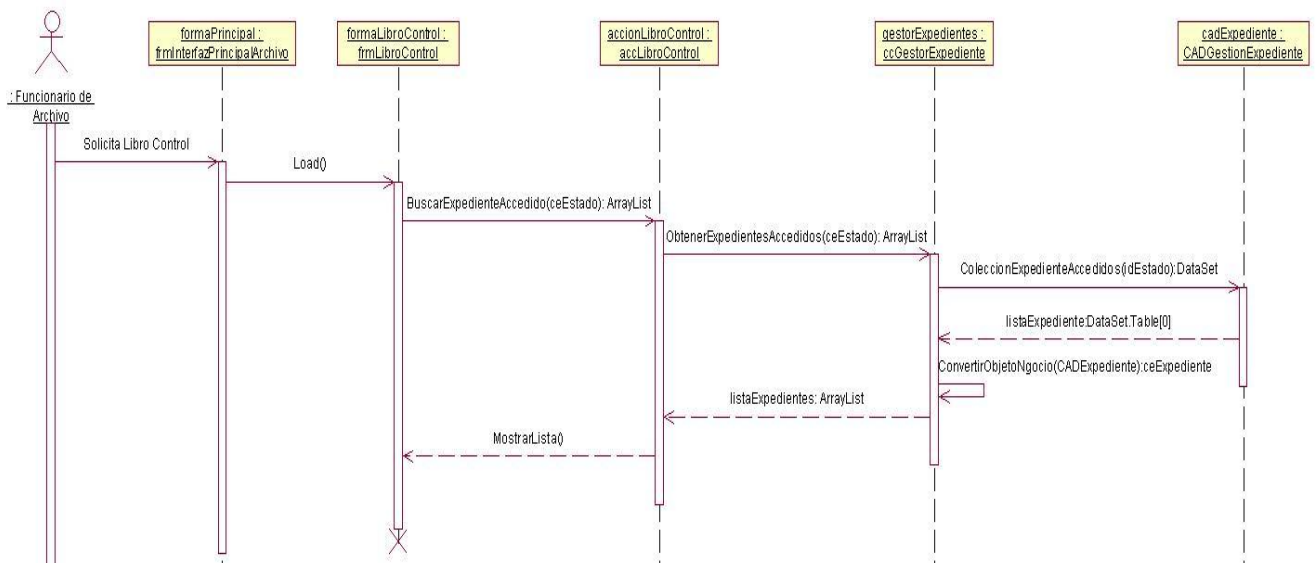 formaPrincipal :
frmInterfazPrincipalArchivo
formaLibroControl :
frmLibroControl
accionLibroControl :
accLibroControl
gestorExpedientes :
ccGestorExpediente
cadExpediente :
CADGestionExpediente
: Funcionario de
Archivo
Solicita Libro Control
Load()
BuscarExpedienteAccedido(ceEstado): ArrayList
ObtenerExpedientesAccedidos(ceEstado): ArrayList
ColeccionExpedienteAccedidos(idEstado):DataSet
listaExpediente:DataSet.Table[0]
ConvertirObjetoNgocio(CADExpediente):ceExpediente
listaExpedientes: ArrayList
MostrarLista()